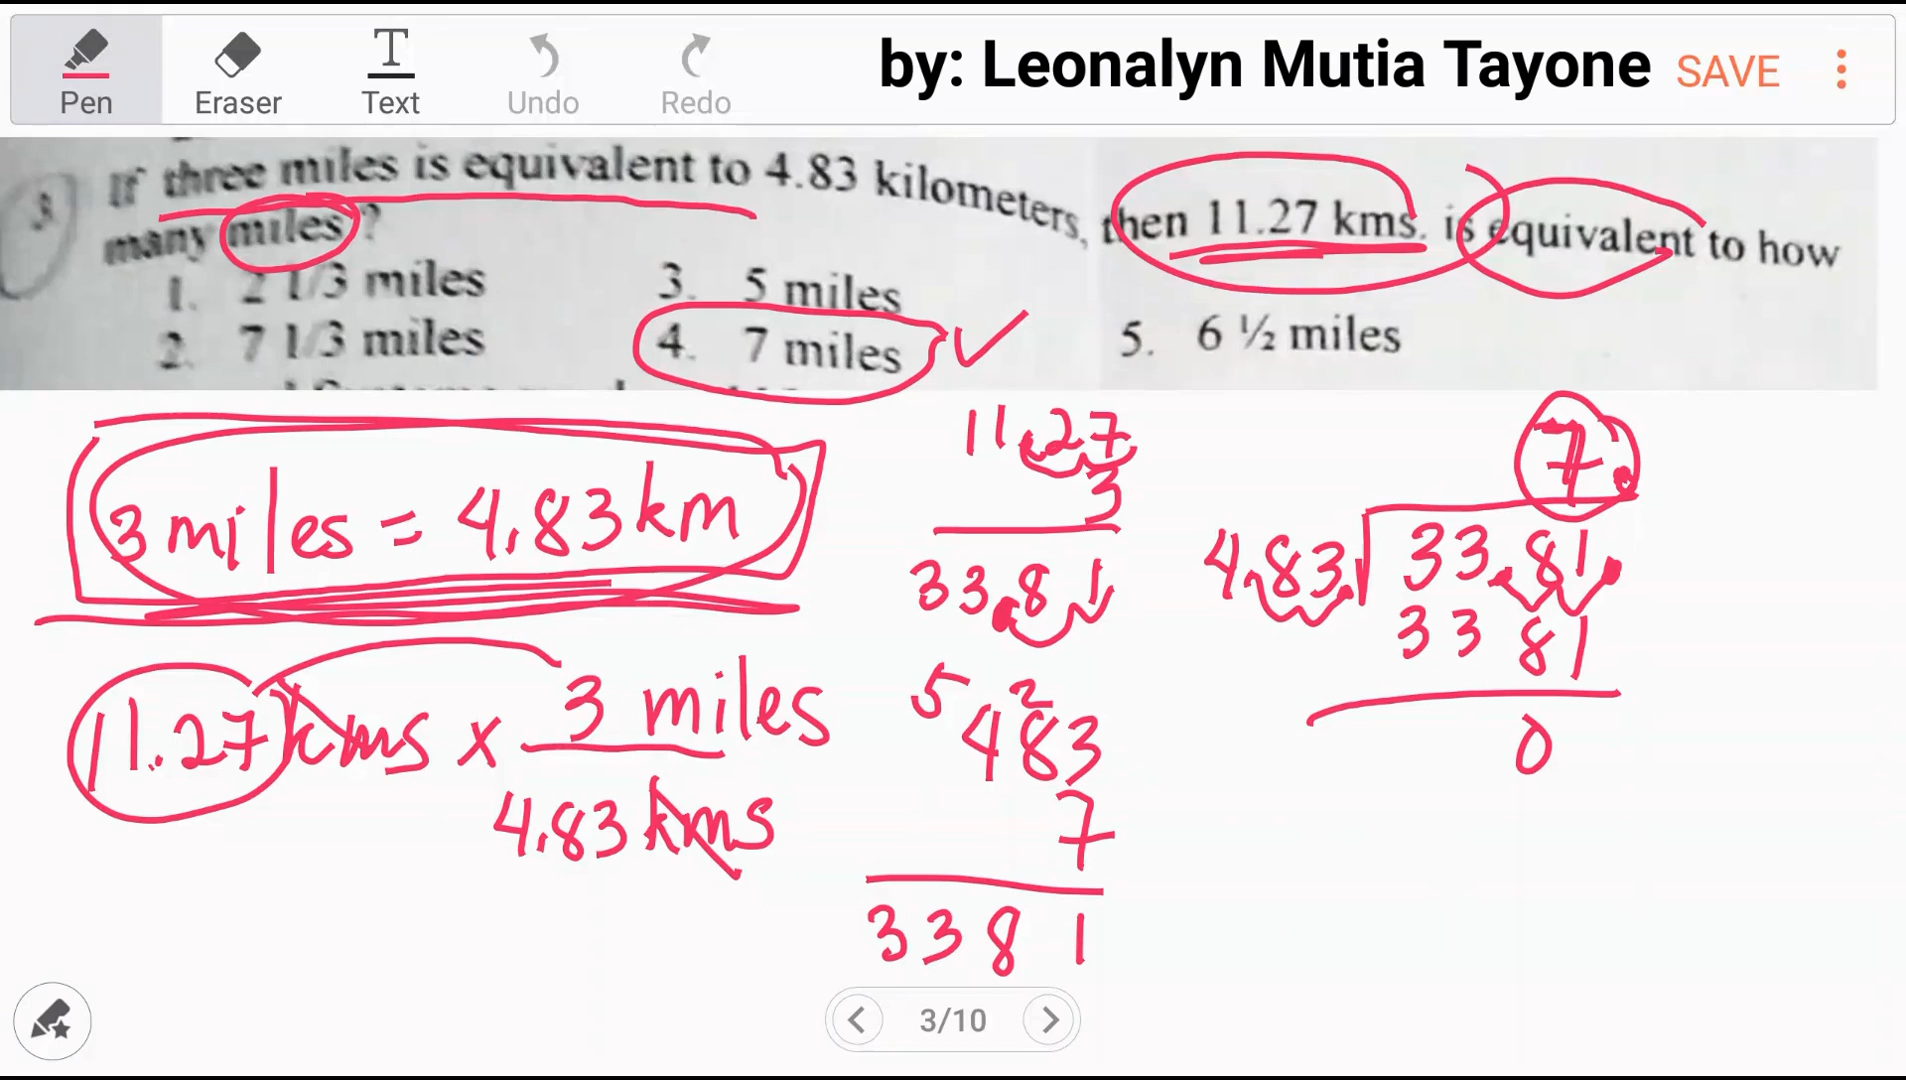 Pen
Eraser
Text
Undo
Redo
by: Leonalyn Mutia Tayone
SAVE
3. If three miles is equivalent to 4.83 kilometers, then 11.27 kms. is equivalent to how
many miles?
1. 2 1/3 miles
3. 5 miles
2. 7 1/3 miles
4. 7 miles
5. 6 ½ miles
3 miles = 4.83 km
11.27 kms x 3 miles
4.83 kms
11.27
3
33.81
5 2
483
7
3381
7.
4.83. 33.81.
33 81
0
3/10